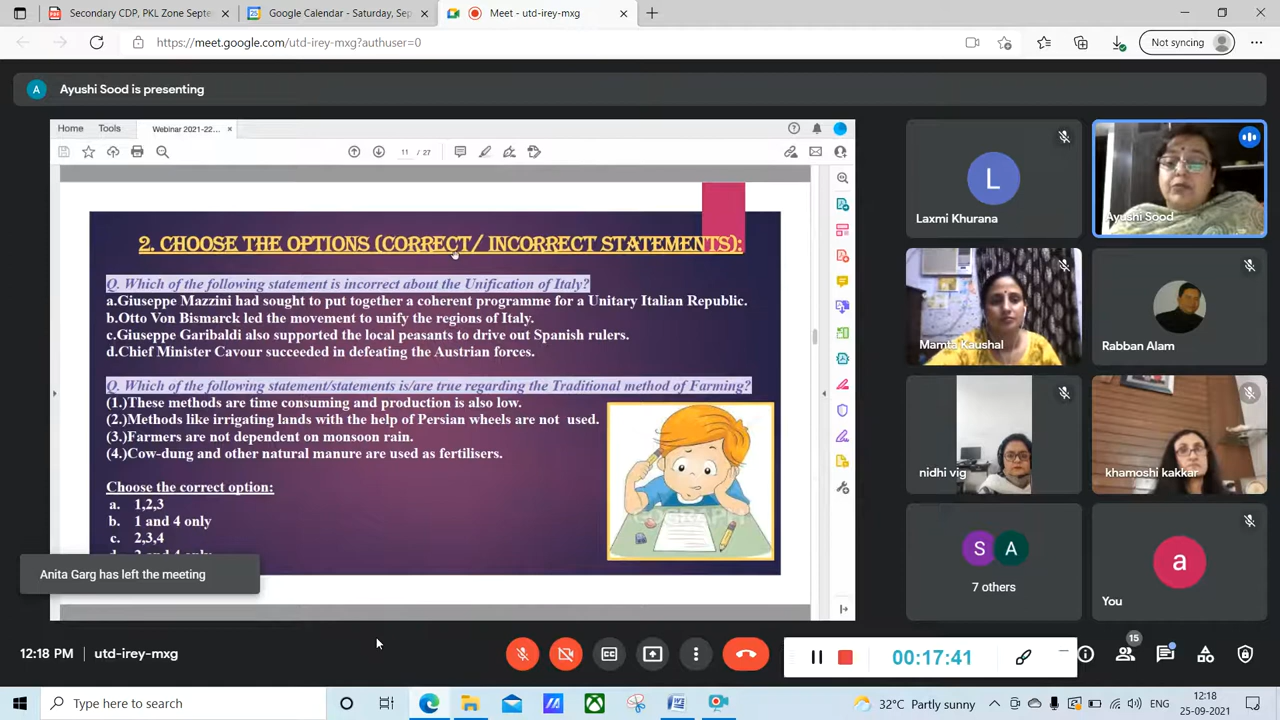 Secondary CDP, PKL Zone Septe
Google Calendar - Saturday, Sep
Meet - utd-irey-mxg
https://meet.google.com/utd-irey-mxg?authuser=0
Not syncing
A
Ayushi Sood is presenting
Home
Tools
Webinar 2021-22...
11 / 27
2. CHOOSE THE OPTIONS (CORRECT/ INCORRECT STATEMENTS):
Q. Which of the following statement is incorrect about the Unification of Italy?
a.Giuseppe Mazzini had sought to put together a coherent programme for a Unitary Italian Republic.
b.Otto Von Bismarck led the movement to unify the regions of Italy.
c.Giuseppe Garibaldi also supported the local peasants to drive out Spanish rulers.
d.Chief Minister Cavour succeeded in defeating the Austrian forces.
Q. Which of the following statement/statements is/are true regarding the Traditional method of Farming?
(1.)These methods are time consuming and production is also low.
(2.)Methods like irrigating lands with the help of Persian wheels are not used.
(3.)Farmers are not dependent on monsoon rain.
(4.)Cow-dung and other natural manure are used as fertilisers.
Choose the correct option:
a. 1,2,3
b. 1 and 4 only
c. 2,3,4
Anita Garg has left the meeting
L
Laxmi Khurana
Ayushi Sood
Mamta Kaushal
Rabban Alam
nidhi vig
khamoshi kakkar
S A
7 others
a
You
12:18 PM
utd-irey-mxg
00:17:41
15
Type here to search
32°C Partly sunny
ENG
12:18
25-09-2021